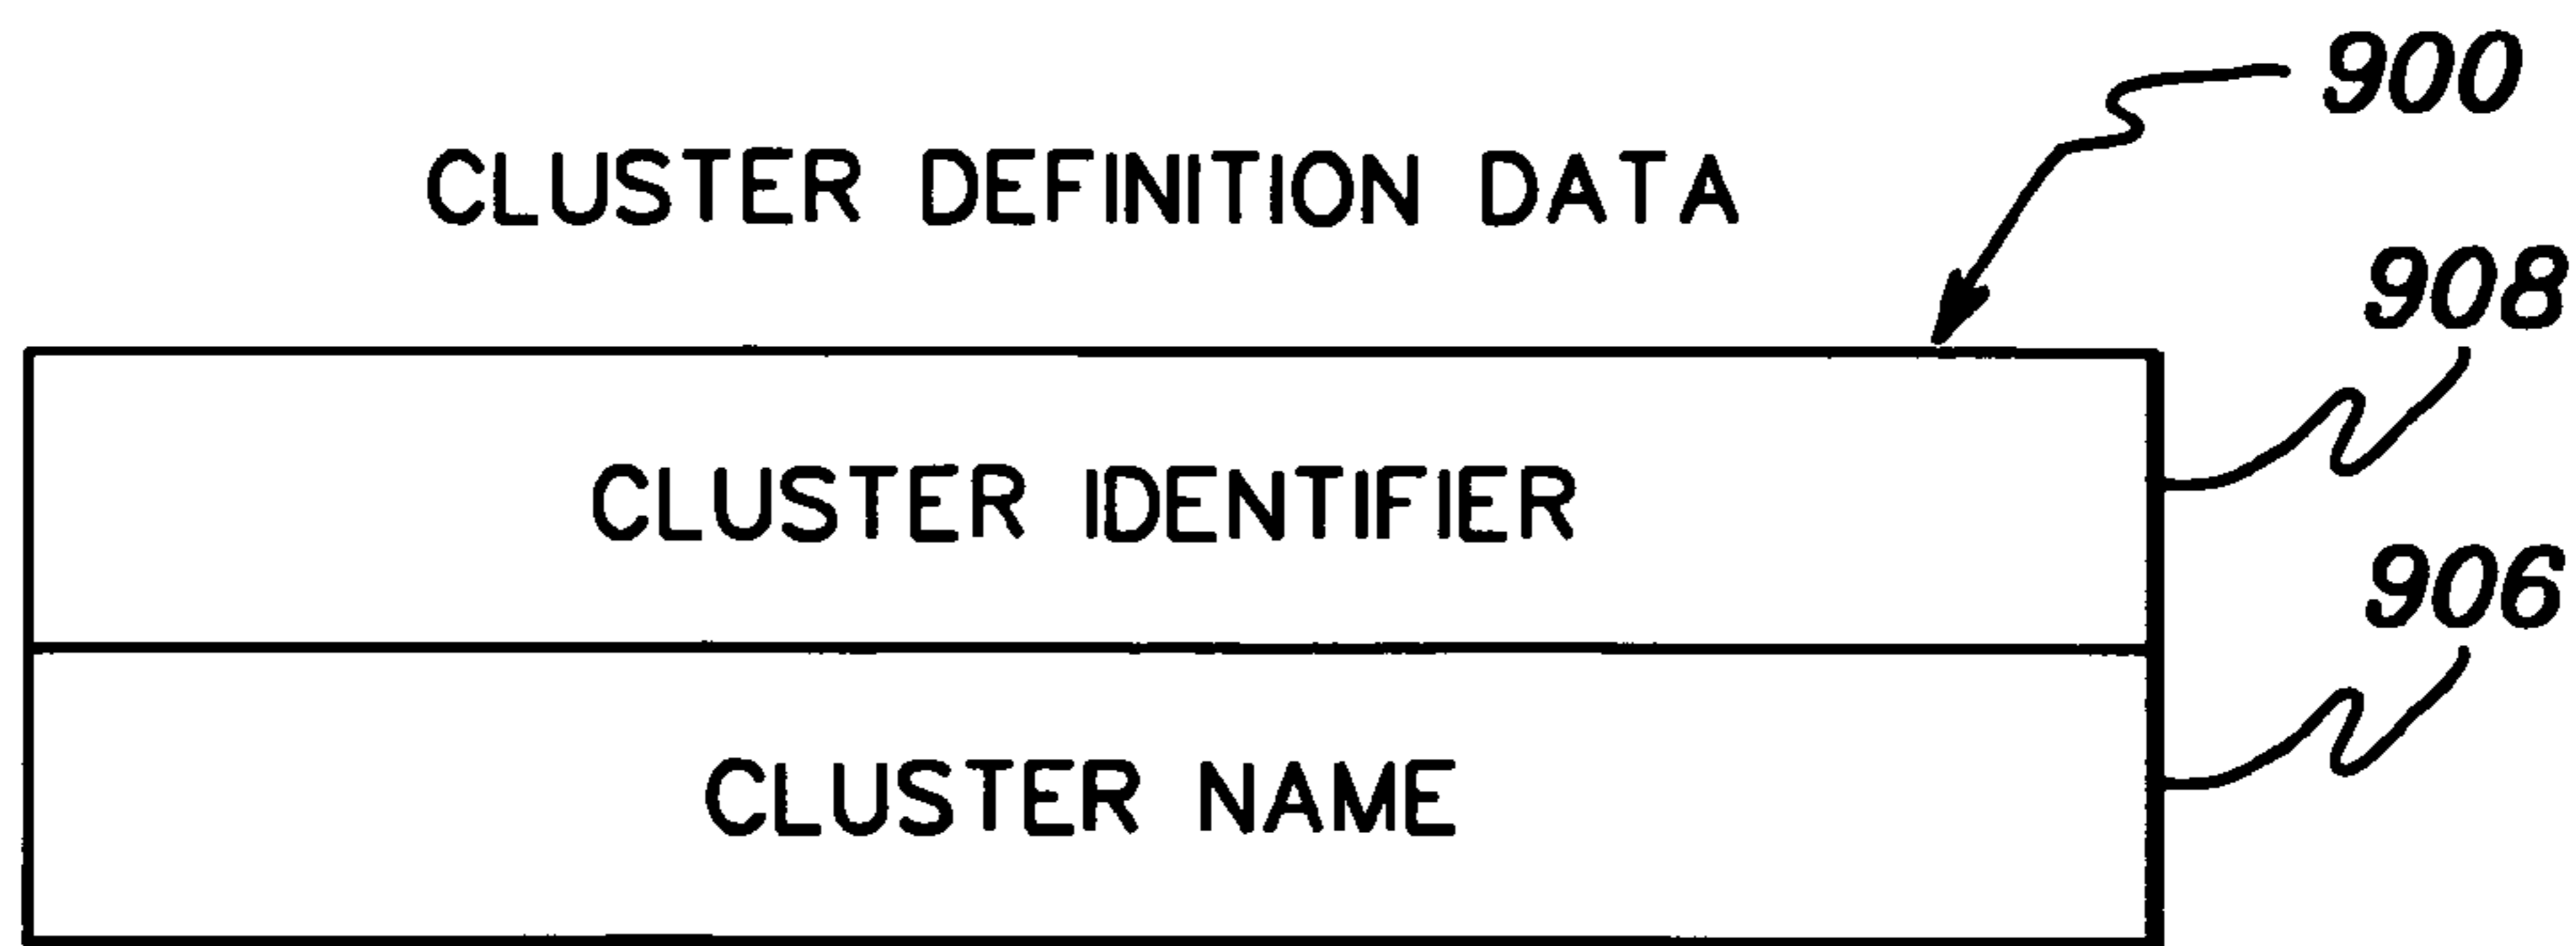 900
CLUSTER DEFINITION DATA
908
CLUSTER IDENTIFIER
906
CLUSTER NAME